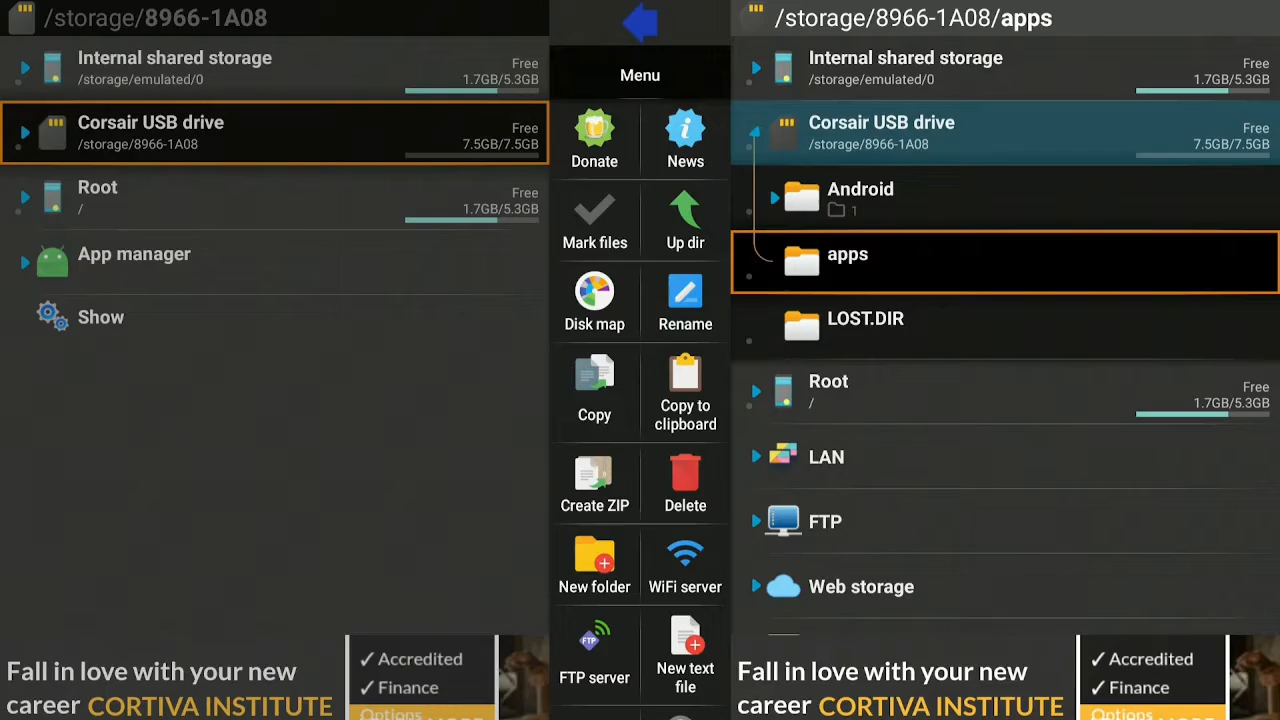 /storage/8966-1A08
Internal shared storage
/storage/emulated/0
Free
1.7GB/5.3GB
Corsair USB drive
/storage/8966-1A08
Free
7.5GB/7.5GB
Root
/
Free
1.7GB/5.3GB
App manager
Show
Fall in love with your new
career CORTIVA INSTITUTE
✓ Accredited
✓ Finance
Options
Menu
Donate
News
Mark files
Up dir
Disk map
Rename
Copy
Copy to
clipboard
Create ZIP
Delete
New folder
WiFi server
FTP
FTP server
New text
file
/storage/8966-1A08/apps
Internal shared storage
/storage/emulated/0
Free
1.7GB/5.3GB
Corsair USB drive
/storage/8966-1A08
Free
7.5GB/7.5GB
Android
1
apps
LOST.DIR
Root
/
Free
1.7GB/5.3GB
LAN
FTP
Web storage
Fall in love with your new
career CORTIVA INSTITUTE
✓ Accredited
✓ Finance
Options